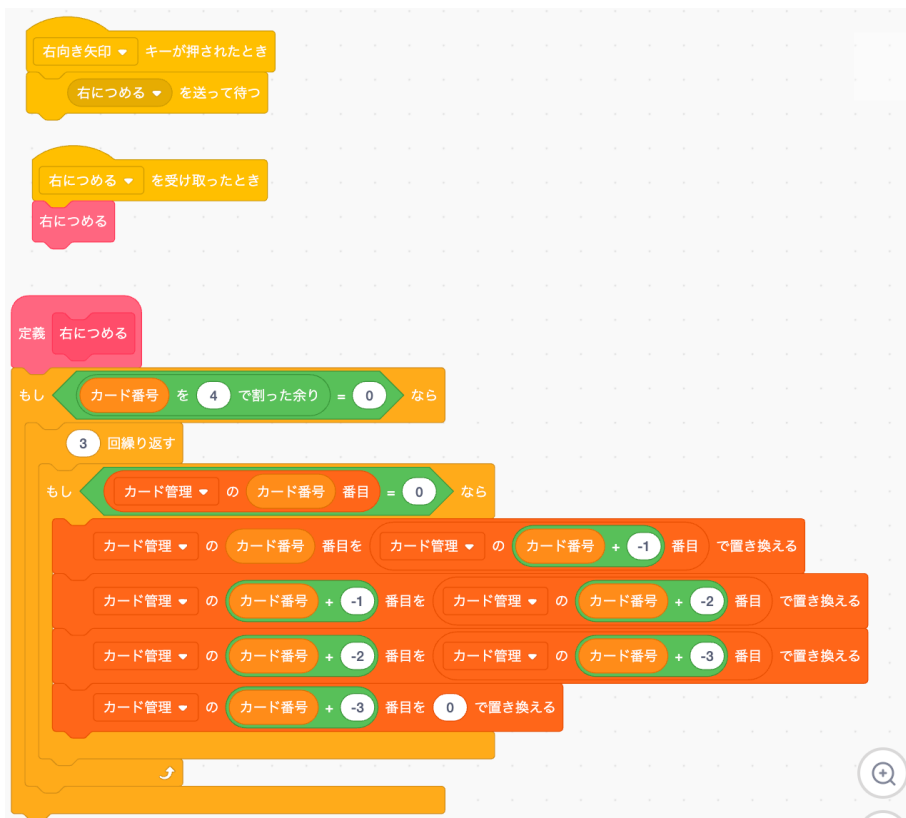 右向き矢印 キーが押されたとき
右につめる を送って待つ
右につめる を受け取ったとき
右につめる
定義 右につめる
もし カード番号 を 4 で割った余り = 0 なら
3 回繰り返す
もし カード管理 の カード番号 番目 = 0 なら
カード管理 の カード番号 番目を カード管理 の カード番号 + -1 番目 で置き換える
カード管理 の カード番号 + -1 番目を カード管理 の カード番号 + -2 番目 で置き換える
カード管理 の カード番号 + -2 番目を カード管理 の カード番号 + -3 番目 で置き換える
カード管理 の カード番号 + -3 番目を 0 で置き換える